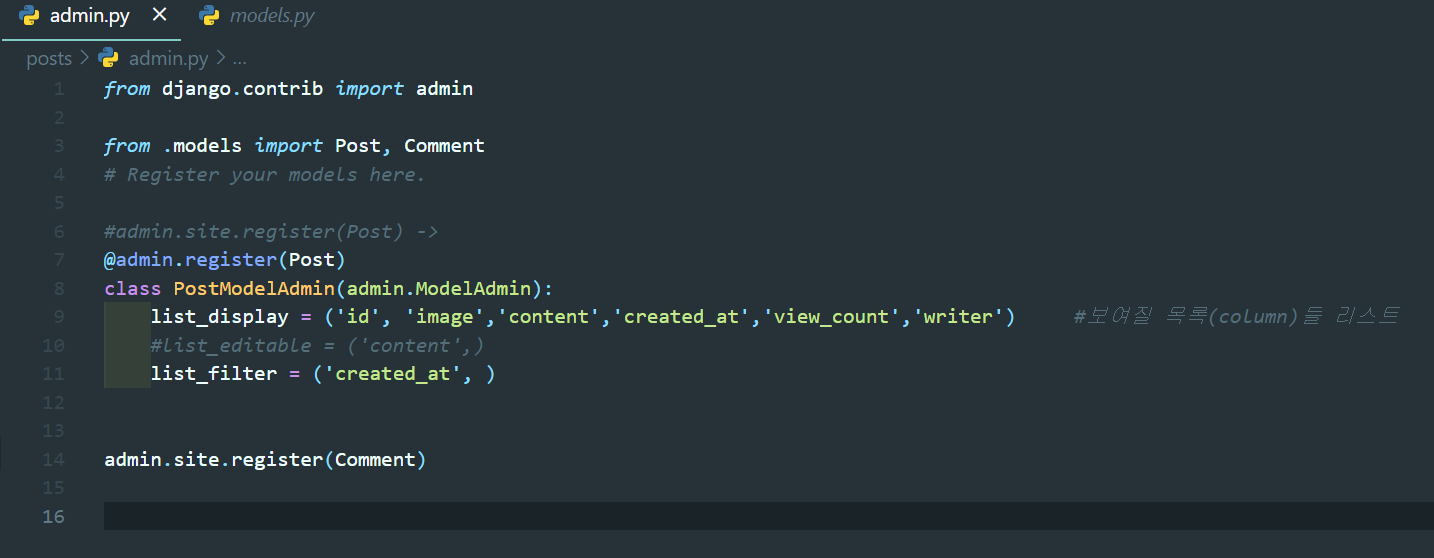 admin.py ×
models.py
posts > admin.py > ...
1 from django.contrib import admin
2
3 from .models import Post, Comment
4 # Register your models here.
5
6 #admin.site.register(Post) ->
7 @admin.register(Post)
8 class PostModelAdmin(admin.ModelAdmin):
9     list_display = ('id', 'image','content','created_at','view_count','writer')     #보여질 목록(column)들 리스트
10     #list_editable = ('content',)
11     list_filter = ('created_at', )
12
13
14 admin.site.register(Comment)
15
16